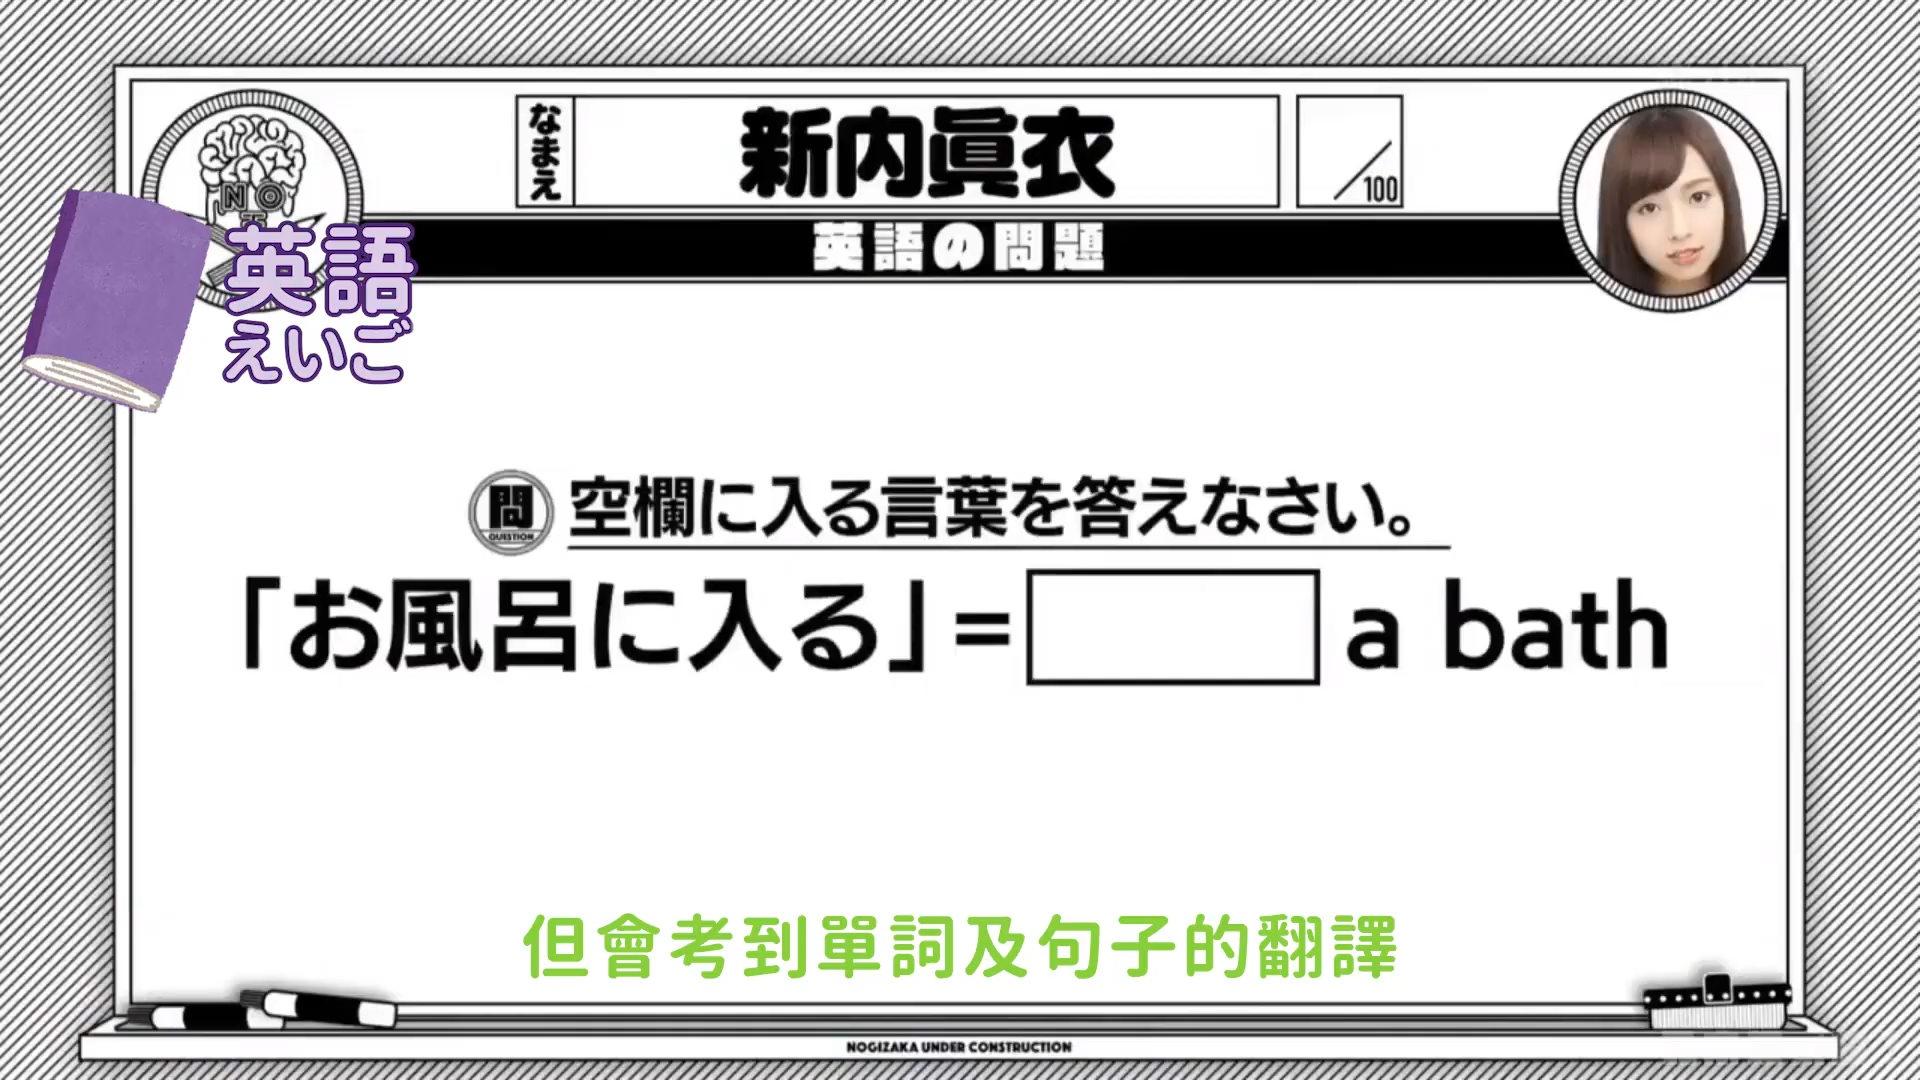 なまえ
新内眞衣
/100
NO
英語の問題
英語
えいご
問
QUESTION
空欄に入る言葉を答えなさい。
「お風呂に入る」=
a bath
但會考到單詞及句子的翻譯
NOGIZAKA UNDER CONSTRUCTION